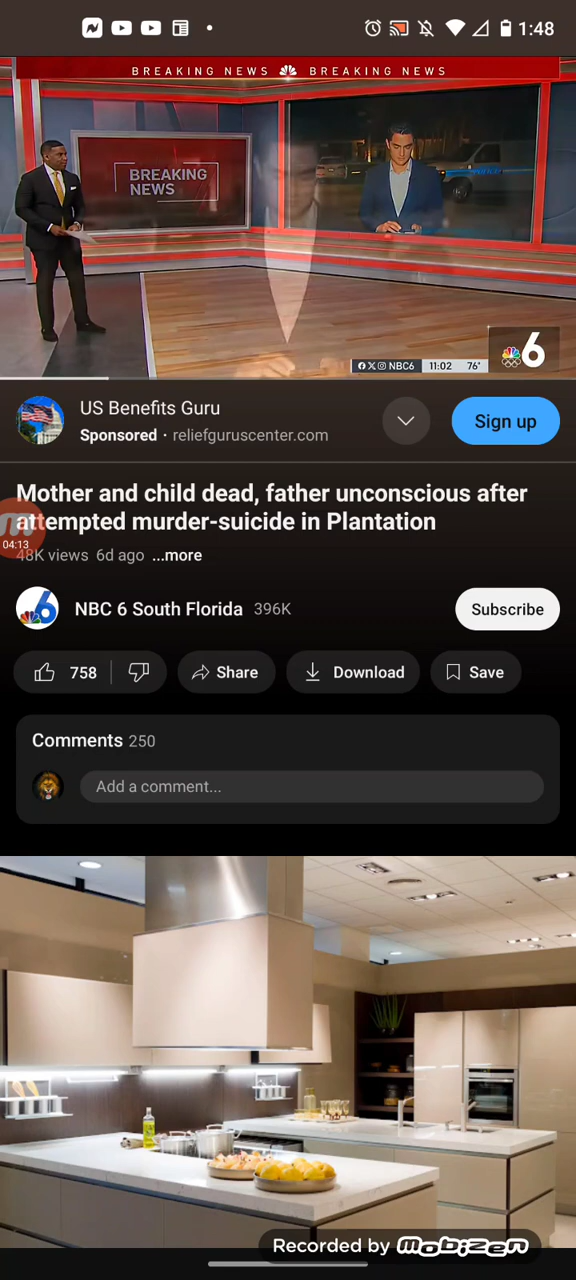 1:48
BREAKING NEWS BREAKING NEWS
BREAKING
NEWS
6
NBC6 11:02 76°
US Benefits Guru
Sponsored · reliefguruscenter.com
Sign up
Mother and child dead, father unconscious after
attempted murder-suicide in Plantation
04:13
48K views 6d ago ...more
6
NBC 6 South Florida 396K
Subscribe
758
Share
Download
Save
Comments 250
Add a comment...
Recorded by mobizen